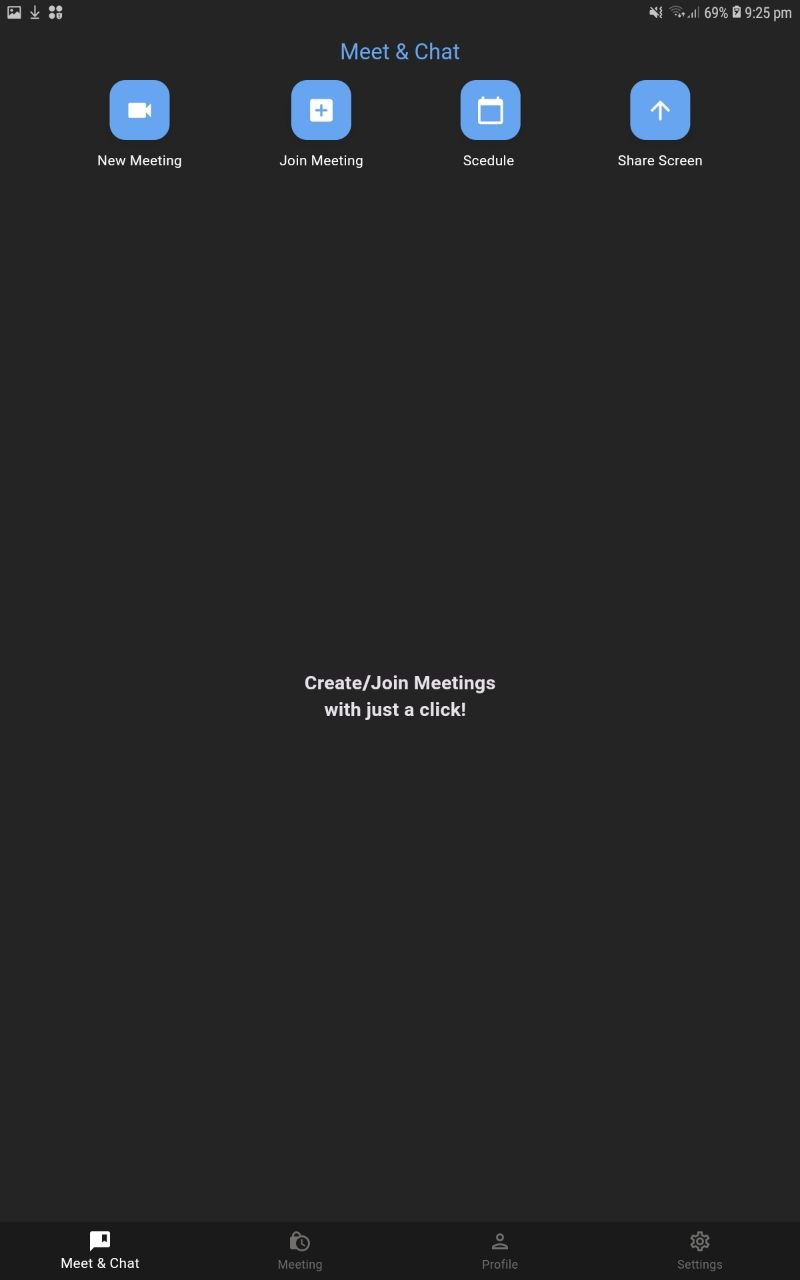 69% 9:25 pm
Meet & Chat
New Meeting
Join Meeting
Scedule
Share Screen
Create/Join Meetings
with just a click!
Meet & Chat
Meeting
Profile
Settings